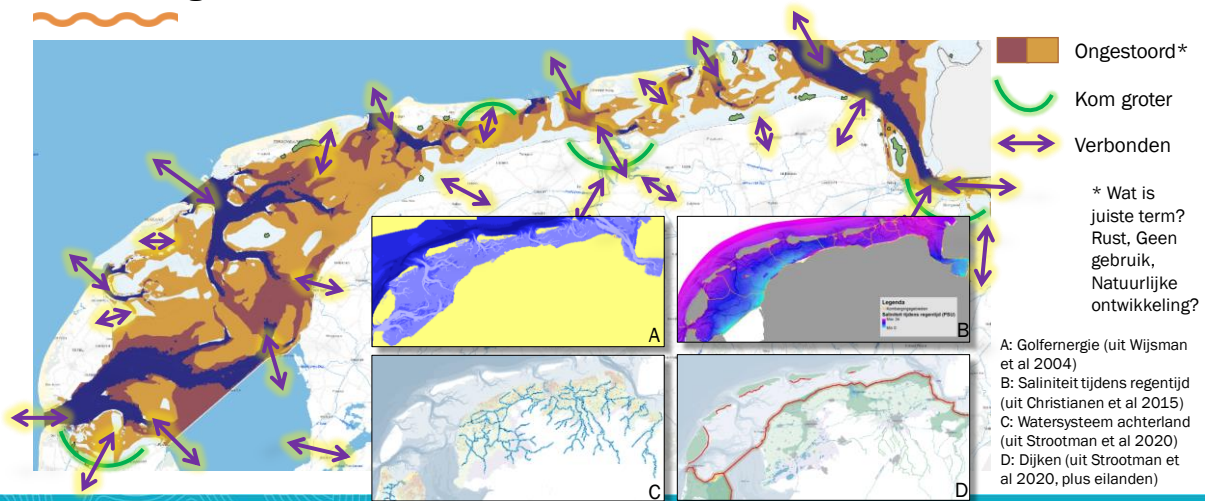 Ongestoord*
Kom groter
Verbonden
* Wat is
juiste term?
Rust, Geen
gebruik,
Natuurlijke
ontwikkeling?
A
B
Legenda
Saliniteit tijdens regentijd (PSU)
C
D
A: Golfernergie (uit Wijsman
et al 2004)
B: Saliniteit tijdens regentijd
(uit Christianen et al 2015)
C: Watersysteem achterland
(uit Strootman et al 2020)
D: Dijken (uit Strootman et
al 2020, plus eilanden)